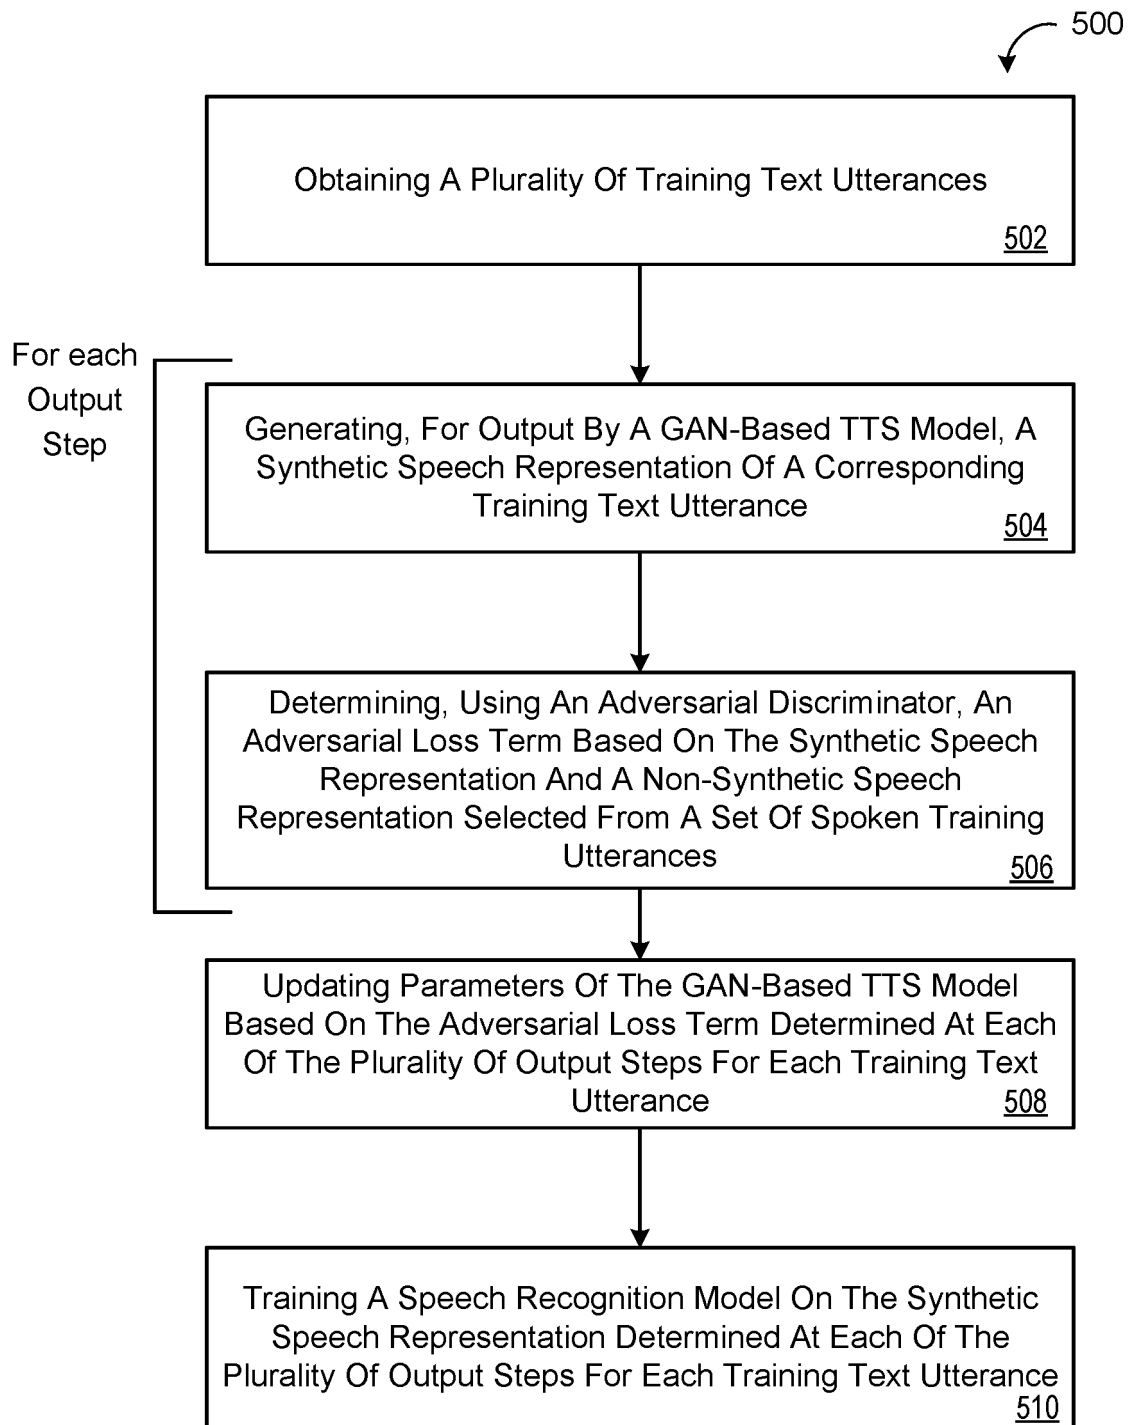 500
Obtaining A Plurality Of Training Text Utterances
502
For each
Output
Step
Generating, For Output By A GAN-Based TTS Model, A
Synthetic Speech Representation Of A Corresponding
Training Text Utterance
504
Determining, Using An Adversarial Discriminator, An
Adversarial Loss Term Based On The Synthetic Speech
Representation And A Non-Synthetic Speech
Representation Selected From A Set Of Spoken Training
Utterances
506
Updating Parameters Of The GAN-Based TTS Model
Based On The Adversarial Loss Term Determined At Each
Of The Plurality Of Output Steps For Each Training Text
Utterance
508
Training A Speech Recognition Model On The Synthetic
Speech Representation Determined At Each Of The
Plurality Of Output Steps For Each Training Text Utterance
510